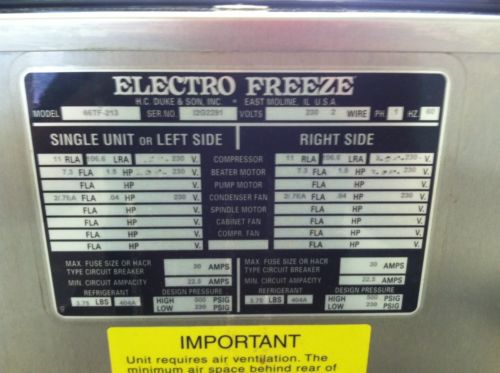 ELECTRO FREEZE
H.C. DUKE & SON, INC. EAST MOLINE, IL U.S.A.
MODEL 66TF-213 SER.NO. I2G2291 VOLTS 230 2 WIRE PH. 1 HZ. 60
SINGLE UNIT OR LEFT SIDE RIGHT SIDE
11 RLA 106.6 LRA 230 V. COMPRESSOR 11 RLA 106.6 LRA 230 V.
7.3 FLA 1.5 HP 230 V. BEATER MOTOR 7.3 FLA 1.5 HP 230 V.
FLA HP V. PUMP MOTOR FLA HP V.
FLA .04 HP 230 V. CONDENSER FAN FLA .04 HP 230 V.
FLA HP V. SPINDLE MOTOR FLA HP V.
FLA HP V. CABINET FAN FLA HP V.
FLA HP V. COMPR. FAN FLA HP V.
MAX. FUSE SIZE OR HACR TYPE CIRCUIT BREAKER 30 AMPS MAX. FUSE SIZE OR HACR TYPE CIRCUIT BREAKER 30 AMPS
MIN. CIRCUIT AMPACITY 22.5 AMPS MIN. CIRCUIT AMPACITY 22.5 AMPS
REFRIGERANT DESIGN PRESSURE REFRIGERANT DESIGN PRESSURE
3.75 LBS 404A HIGH 500 PSIG 3.75 LBS 404A HIGH 500 PSIG
LOW 230 PSIG LOW 230 PSIG
IMPORTANT
Unit requires air ventilation. The
minimum air space behind rear of